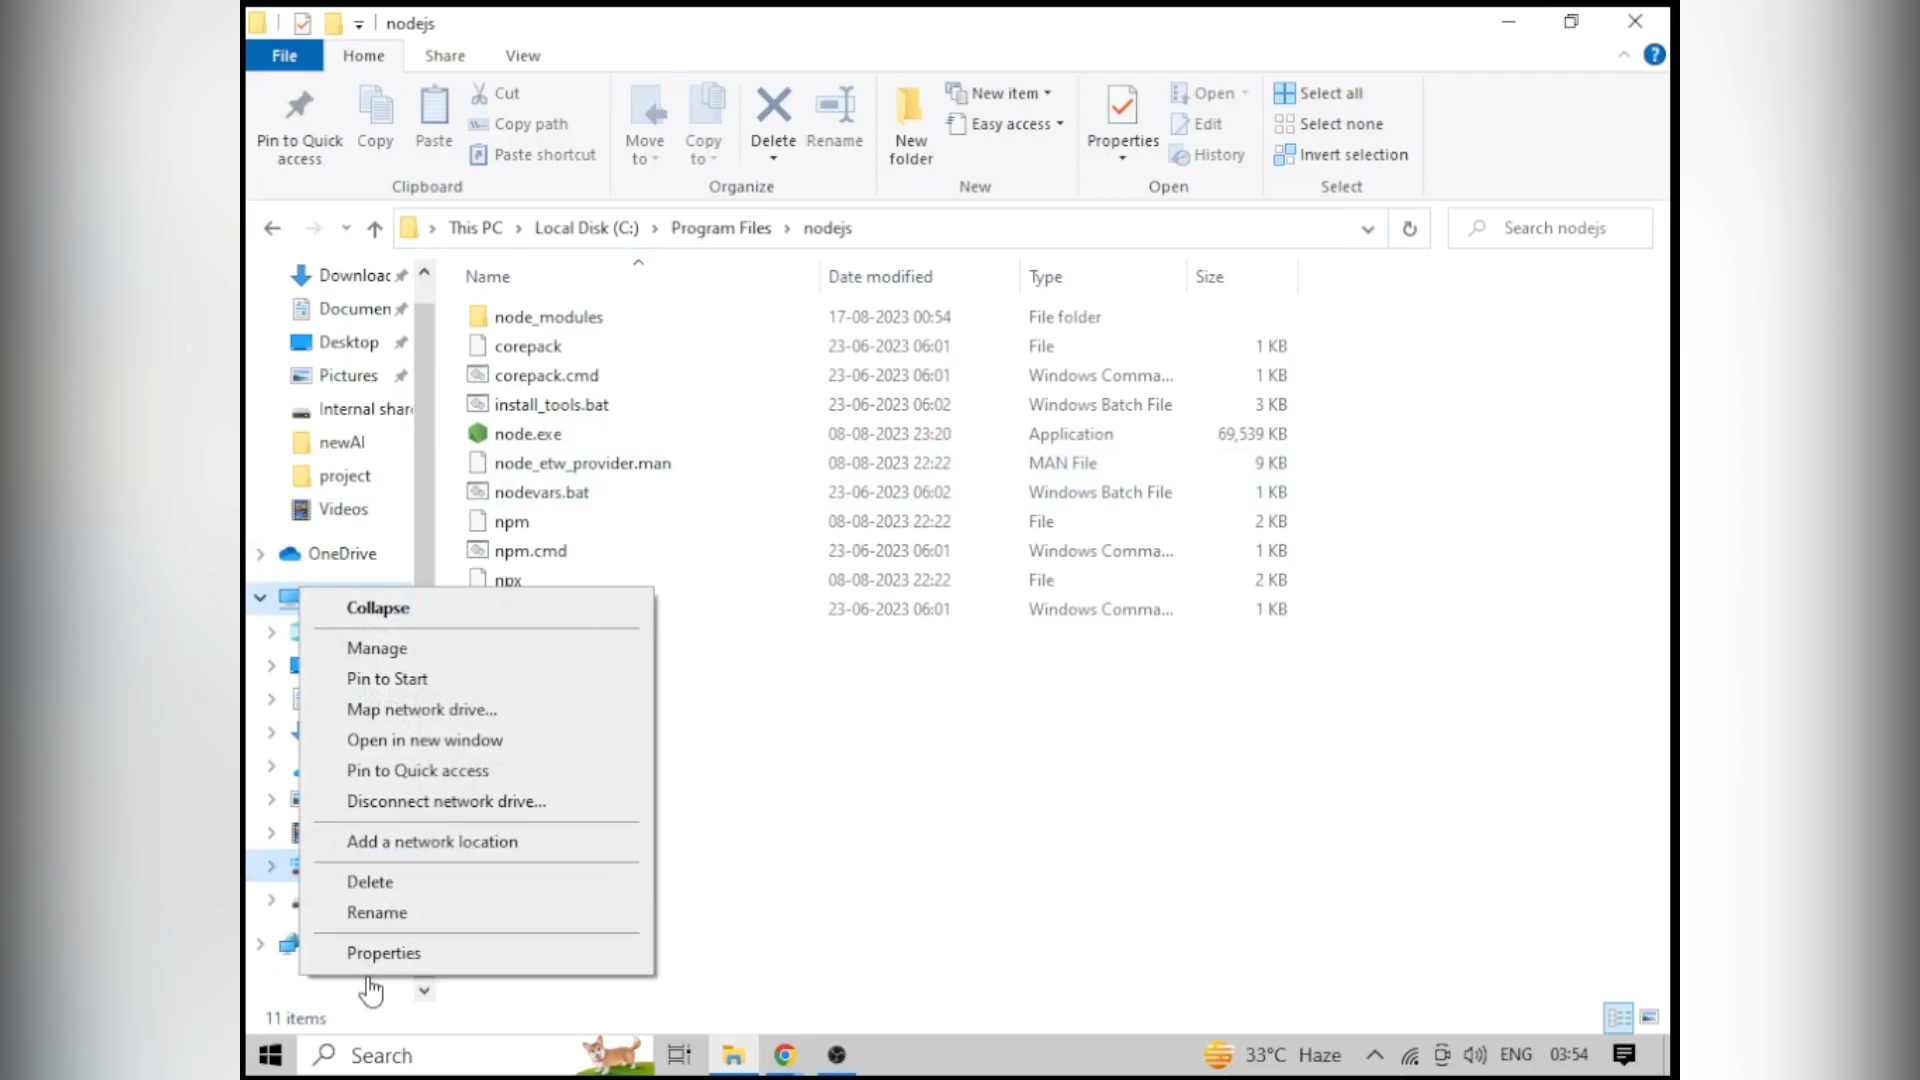 nodejs
File
Home
Share
View
Pin to Quick
access
Copy
Paste
Cut
Copy path
Paste shortcut
Clipboard
Move
to
Copy
to
Delete
Rename
Organize
New
folder
New item
Easy access
New
Properties
Open
Edit
History
Open
Select all
Select none
Invert selection
Select
This PC
Local Disk (C:)
Program Files
nodejs
Search nodejs
Downloac
Documen
Desktop
Pictures
Internal shar
newAI
project
Videos
OneDrive
Name Date modified Type Size
node_modules 17-08-2023 00:54 File folder
corepack 23-06-2023 06:01 File 1 KB
corepack.cmd 23-06-2023 06:01 Windows Comma... 1 KB
install_tools.bat 23-06-2023 06:02 Windows Batch File 3 KB
node.exe 08-08-2023 23:20 Application 69,539 KB
node_etw_provider.man 08-08-2023 22:22 MAN File 9 KB
nodevars.bat 23-06-2023 06:02 Windows Batch File 1 KB
npm 08-08-2023 22:22 File 2 KB
npm.cmd 23-06-2023 06:01 Windows Comma... 1 KB
npx 08-08-2023 22:22 File 2 KB
23-06-2023 06:01 Windows Comma... 1 KB
Collapse
Manage
Pin to Start
Map network drive...
Open in new window
Pin to Quick access
Disconnect network drive...
Add a network location
Delete
Rename
Properties
11 items
Search
33°C Haze
ENG
03:54